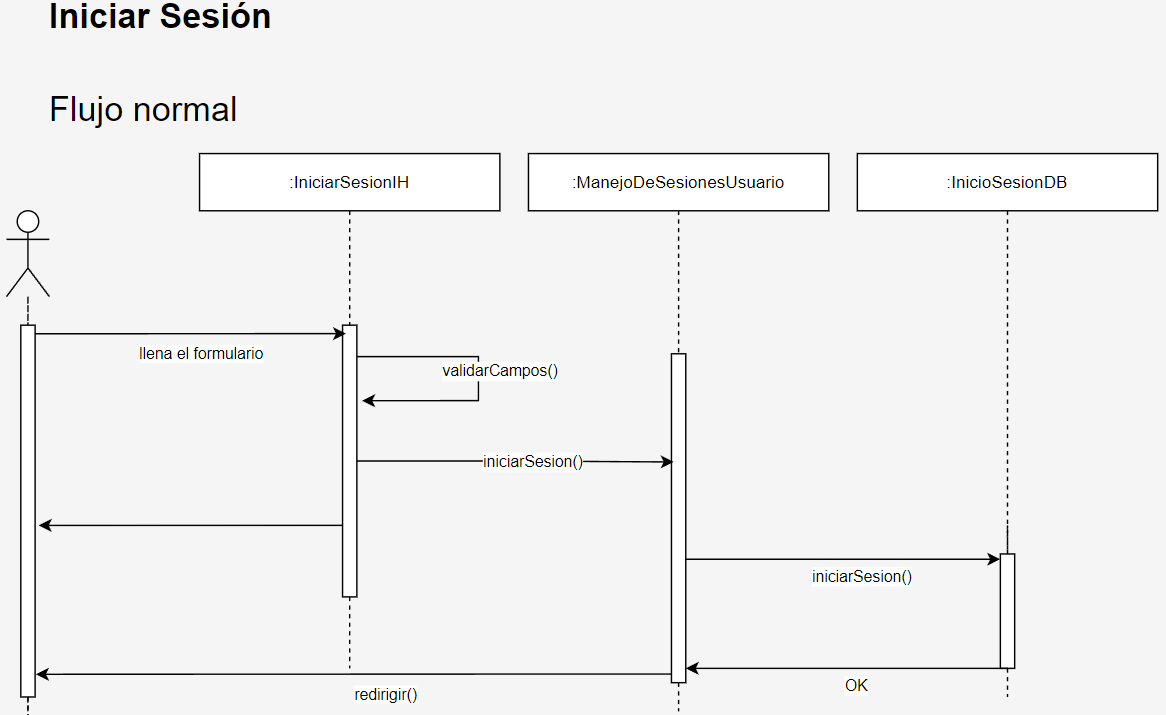 Iniciar Sesión
Flujo normal
:IniciarSesionIH
:ManejoDeSesionesUsuario
:InicioSesionDB
llena el formulario
validarCampos()
iniciarSesion()
iniciarSesion()
OK
redirigir()